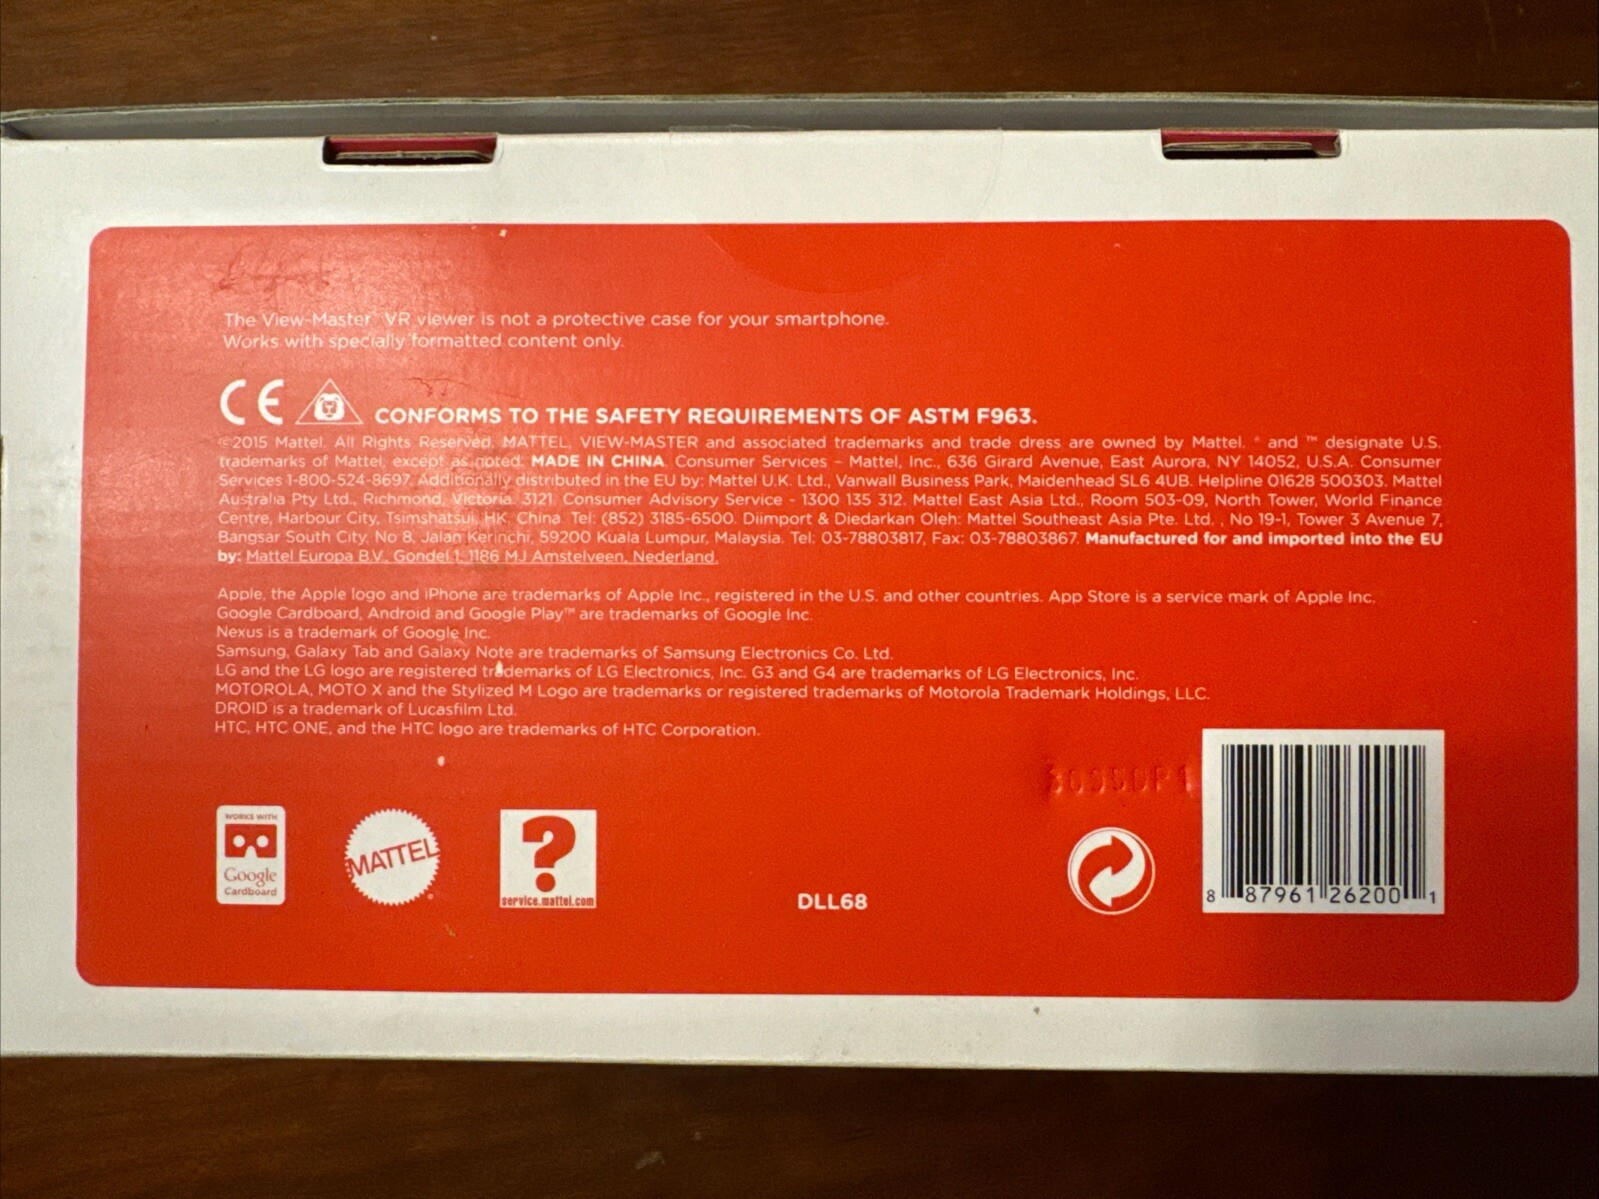 The View-Master® VR viewer is not a protective case for your smartphone.
Works with specially formatted content only.
CE CONFORMS TO THE SAFETY REQUIREMENTS OF ASTM F963.
©2015 Mattel. All Rights Reserved. MATTEL, VIEW-MASTER and associated trademarks and trade dress are owned by Mattel. ® and ™ designate U.S.
trademarks of Mattel, except as noted. MADE IN CHINA. Consumer Services – Mattel, Inc., 636 Girard Avenue, East Aurora, NY 14052, U.S.A. Consumer
Services 1-800-524-8697. Additionally distributed in the EU by: Mattel U.K. Ltd., Vanwall Business Park, Maidenhead SL6 4UB. Helpline 01628 500303. Mattel
Australia Pty Ltd., Richmond, Victoria. 3121. Consumer Advisory Service - 1300 135 312. Mattel East Asia Ltd., Room 503-09, North Tower, World Finance
Centre, Harbour City, Tsimshatsui, HK, China. Tel: (852) 3185-6500. Diimport & Diedarkan Oleh: Mattel Southeast Asia Pte. Ltd. , No 19-1, Tower 3 Avenue 7,
Bangsar South City, No 8, Jalan Kerinchi, 59200 Kuala Lumpur, Malaysia. Tel: 03-78803817, Fax: 03-78803867. Manufactured for and imported into the EU
by: Mattel Europa B.V., Gondel 1, 1186 MJ Amstelveen, Nederland.
Apple, the Apple logo and iPhone are trademarks of Apple Inc., registered in the U.S. and other countries. App Store is a service mark of Apple Inc.
Google Cardboard, Android and Google Play™ are trademarks of Google Inc.
Nexus is a trademark of Google Inc.
Samsung, Galaxy Tab and Galaxy Note are trademarks of Samsung Electronics Co. Ltd.
LG and the LG logo are registered trademarks of LG Electronics, Inc. G3 and G4 are trademarks of LG Electronics, Inc.
MOTOROLA, MOTO X and the Stylized M Logo are trademarks or registered trademarks of Motorola Trademark Holdings, LLC.
DROID is a trademark of Lucasfilm Ltd.
HTC, HTC ONE, and the HTC logo are trademarks of HTC Corporation.
WORKS WITH
Google
Cardboard
MATTEL
?
service.mattel.com
DLL68
8 87961 26200 1